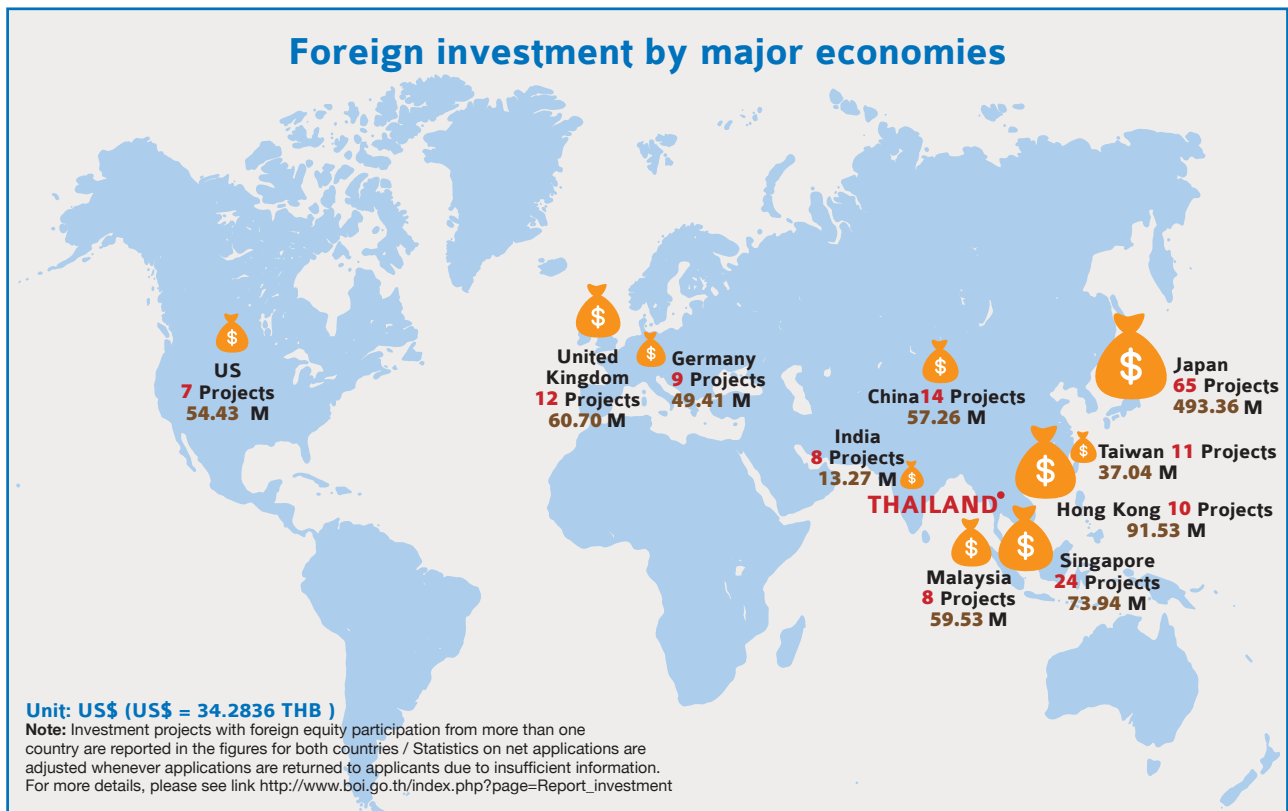 Foreign investment by major economies
US
7 Projects
54.43 M
United
Kingdom
12 Projects
60.70 M
Germany
9 Projects
49.41 M
China14 Projects
57.26 M
Japan
65 Projects
493.36 M
India
8 Projects
13.27 M
Taiwan 11 Projects
37.04 M
THAILAND
Hong Kong 10 Projects
91.53 M
Singapore
24 Projects
73.94 M
Malaysia
8 Projects
59.53 M
$
$
$
$
$
$
$
$
$
$
Unit: US$ (US$ = 34.2836 THB )
Note: Investment projects with foreign equity participation from more than one
country are reported in the figures for both countries / Statistics on net applications are
adjusted whenever applications are returned to applicants due to insufficient information.
For more details, please see link http://www.boi.go.th/index.php?page=Report_investment